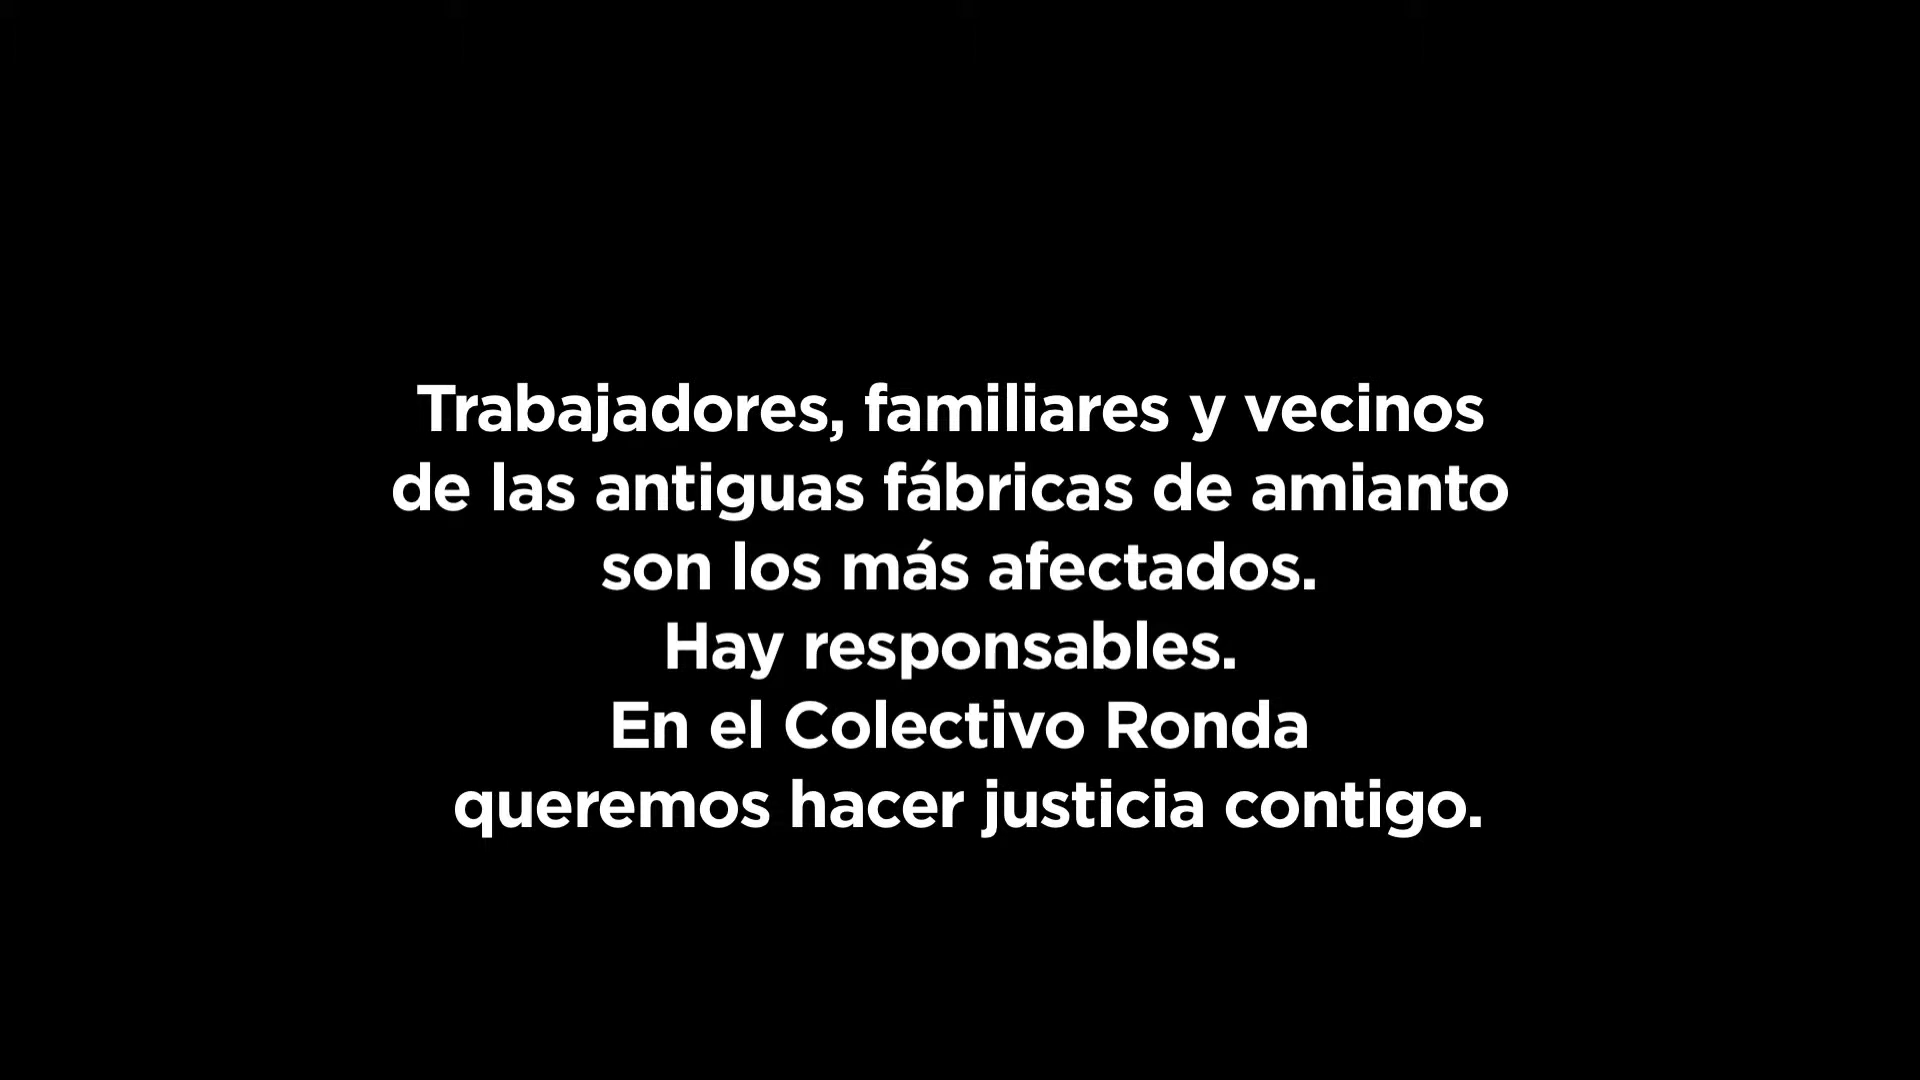 Trabajadores, familiares y vecinos
de las antiguas fábricas de amianto
son los más afectados.
Hay responsables.
En el Colectivo Ronda
queremos hacer justicia contigo.